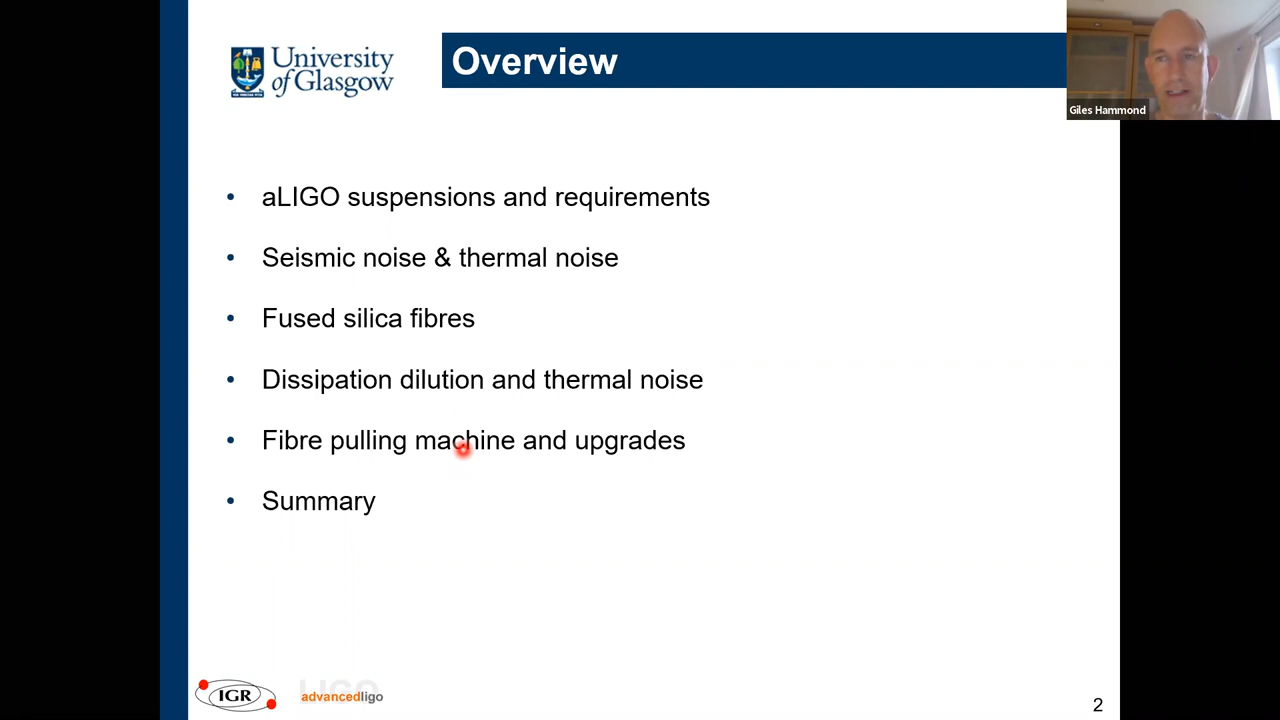 University
of Glasgow
Overview
Giles Hammond
• aLIGO suspensions and requirements
• Seismic noise & thermal noise
• Fused silica fibres
• Dissipation dilution and thermal noise
• Fibre pulling machine and upgrades
• Summary
IGR
LIGO
advancedligo
2